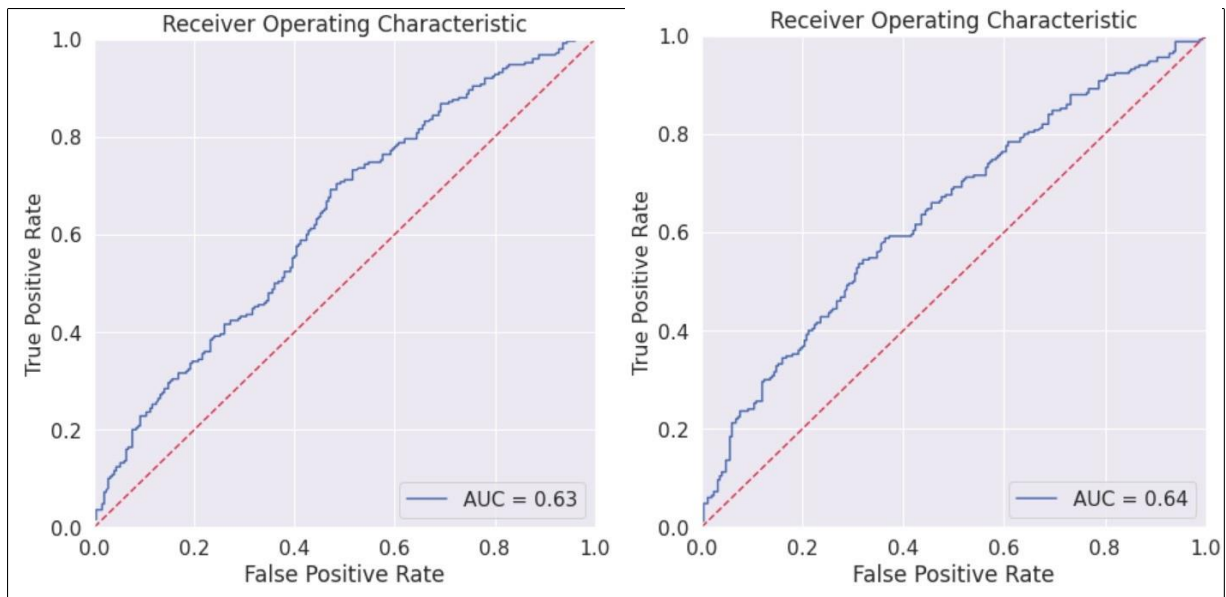 Receiver Operating Characteristic
1.0
0.8
0.6
0.4
0.2
0.0
True Positive Rate
AUC = 0.63
0.0 0.2 0.4 0.6 0.8 1.0
False Positive Rate
Receiver Operating Characteristic
1.0
0.8
0.6
0.4
0.2
0.0
True Positive Rate
AUC = 0.64
0.0 0.2 0.4 0.6 0.8 1.0
False Positive Rate